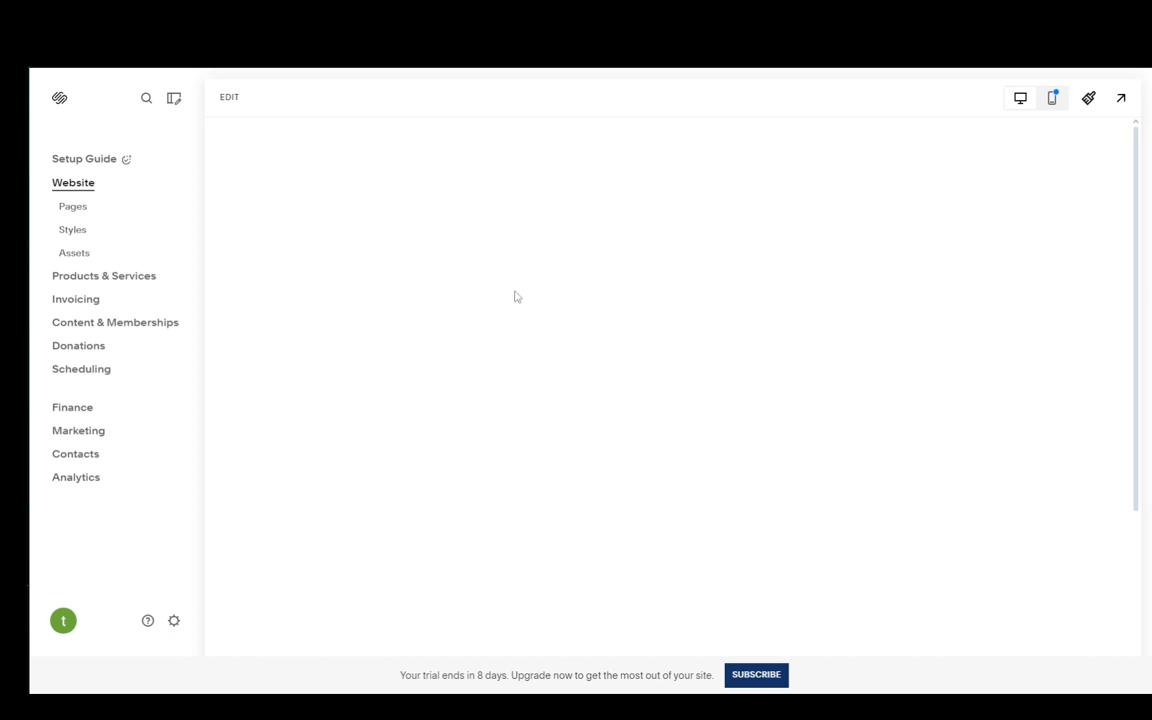 EDIT
Setup Guide
Website
Pages
Styles
Assets
Products & Services
Invoicing
Content & Memberships
Donations
Scheduling
Finance
Marketing
Contacts
Analytics
t
Your trial ends in 8 days. Upgrade now to get the most out of your site. SUBSCRIBE